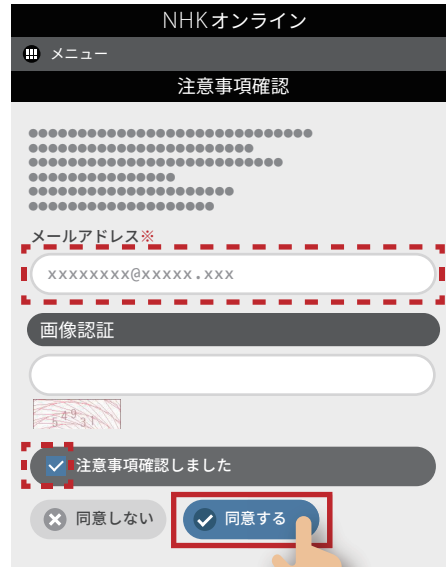 NHKオンライン
メニュー
注意事項確認
メールアドレス※
xxxxxxxx@xxxxx.xxx
画像認証
54931
注意事項確認しました
同意しない
同意する